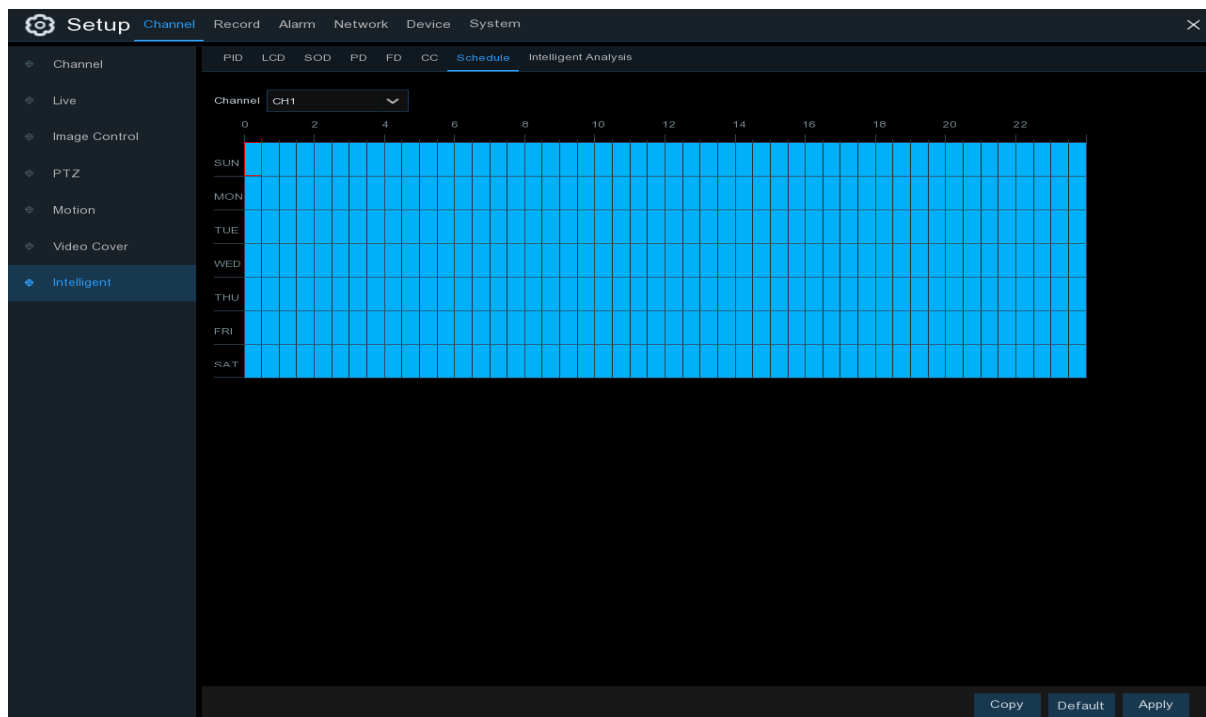 Setup Channel Record Alarm Network Device System
PID LCD SOD PD FD CC Schedule Intelligent Analysis
Channel
Live
Image Control
PTZ
Motion
Video Cover
Intelligent
Channel CH1
0 2 4 6 8 10 12 14 16 18 20 22
SUN
MON
TUE
WED
THU
FRI
SAT
Copy Default Apply